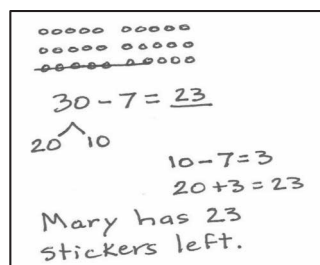 30 - 7 = 23
20 10
10 - 7 = 3
20 + 3 = 23
Mary has 23
stickers left.